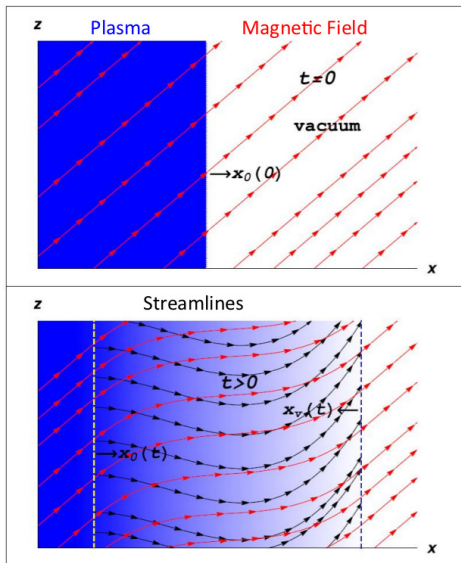 Plasma Magnetic Field
z
t=0
vacuum
→x₀(0)
x
z Streamlines
t>0
xᵥ(t)←
→x₀(t)
x